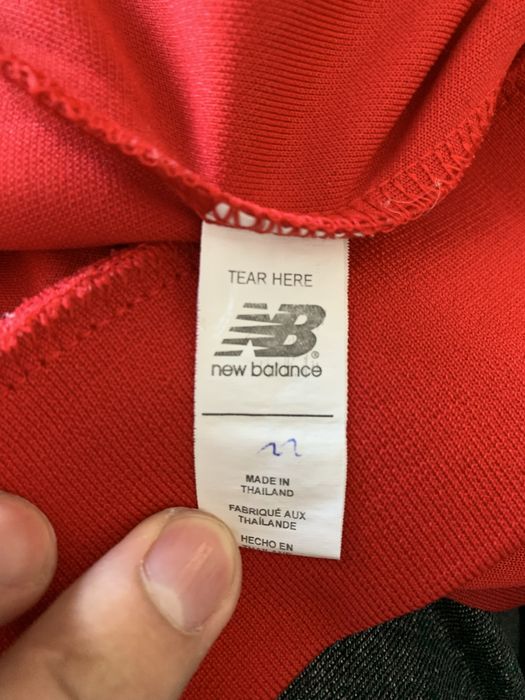 TEAR HERE
NB
new balance
MADE IN
THAILAND
FABRIQUÉ AUX
THAÏLANDE
HECHO EN